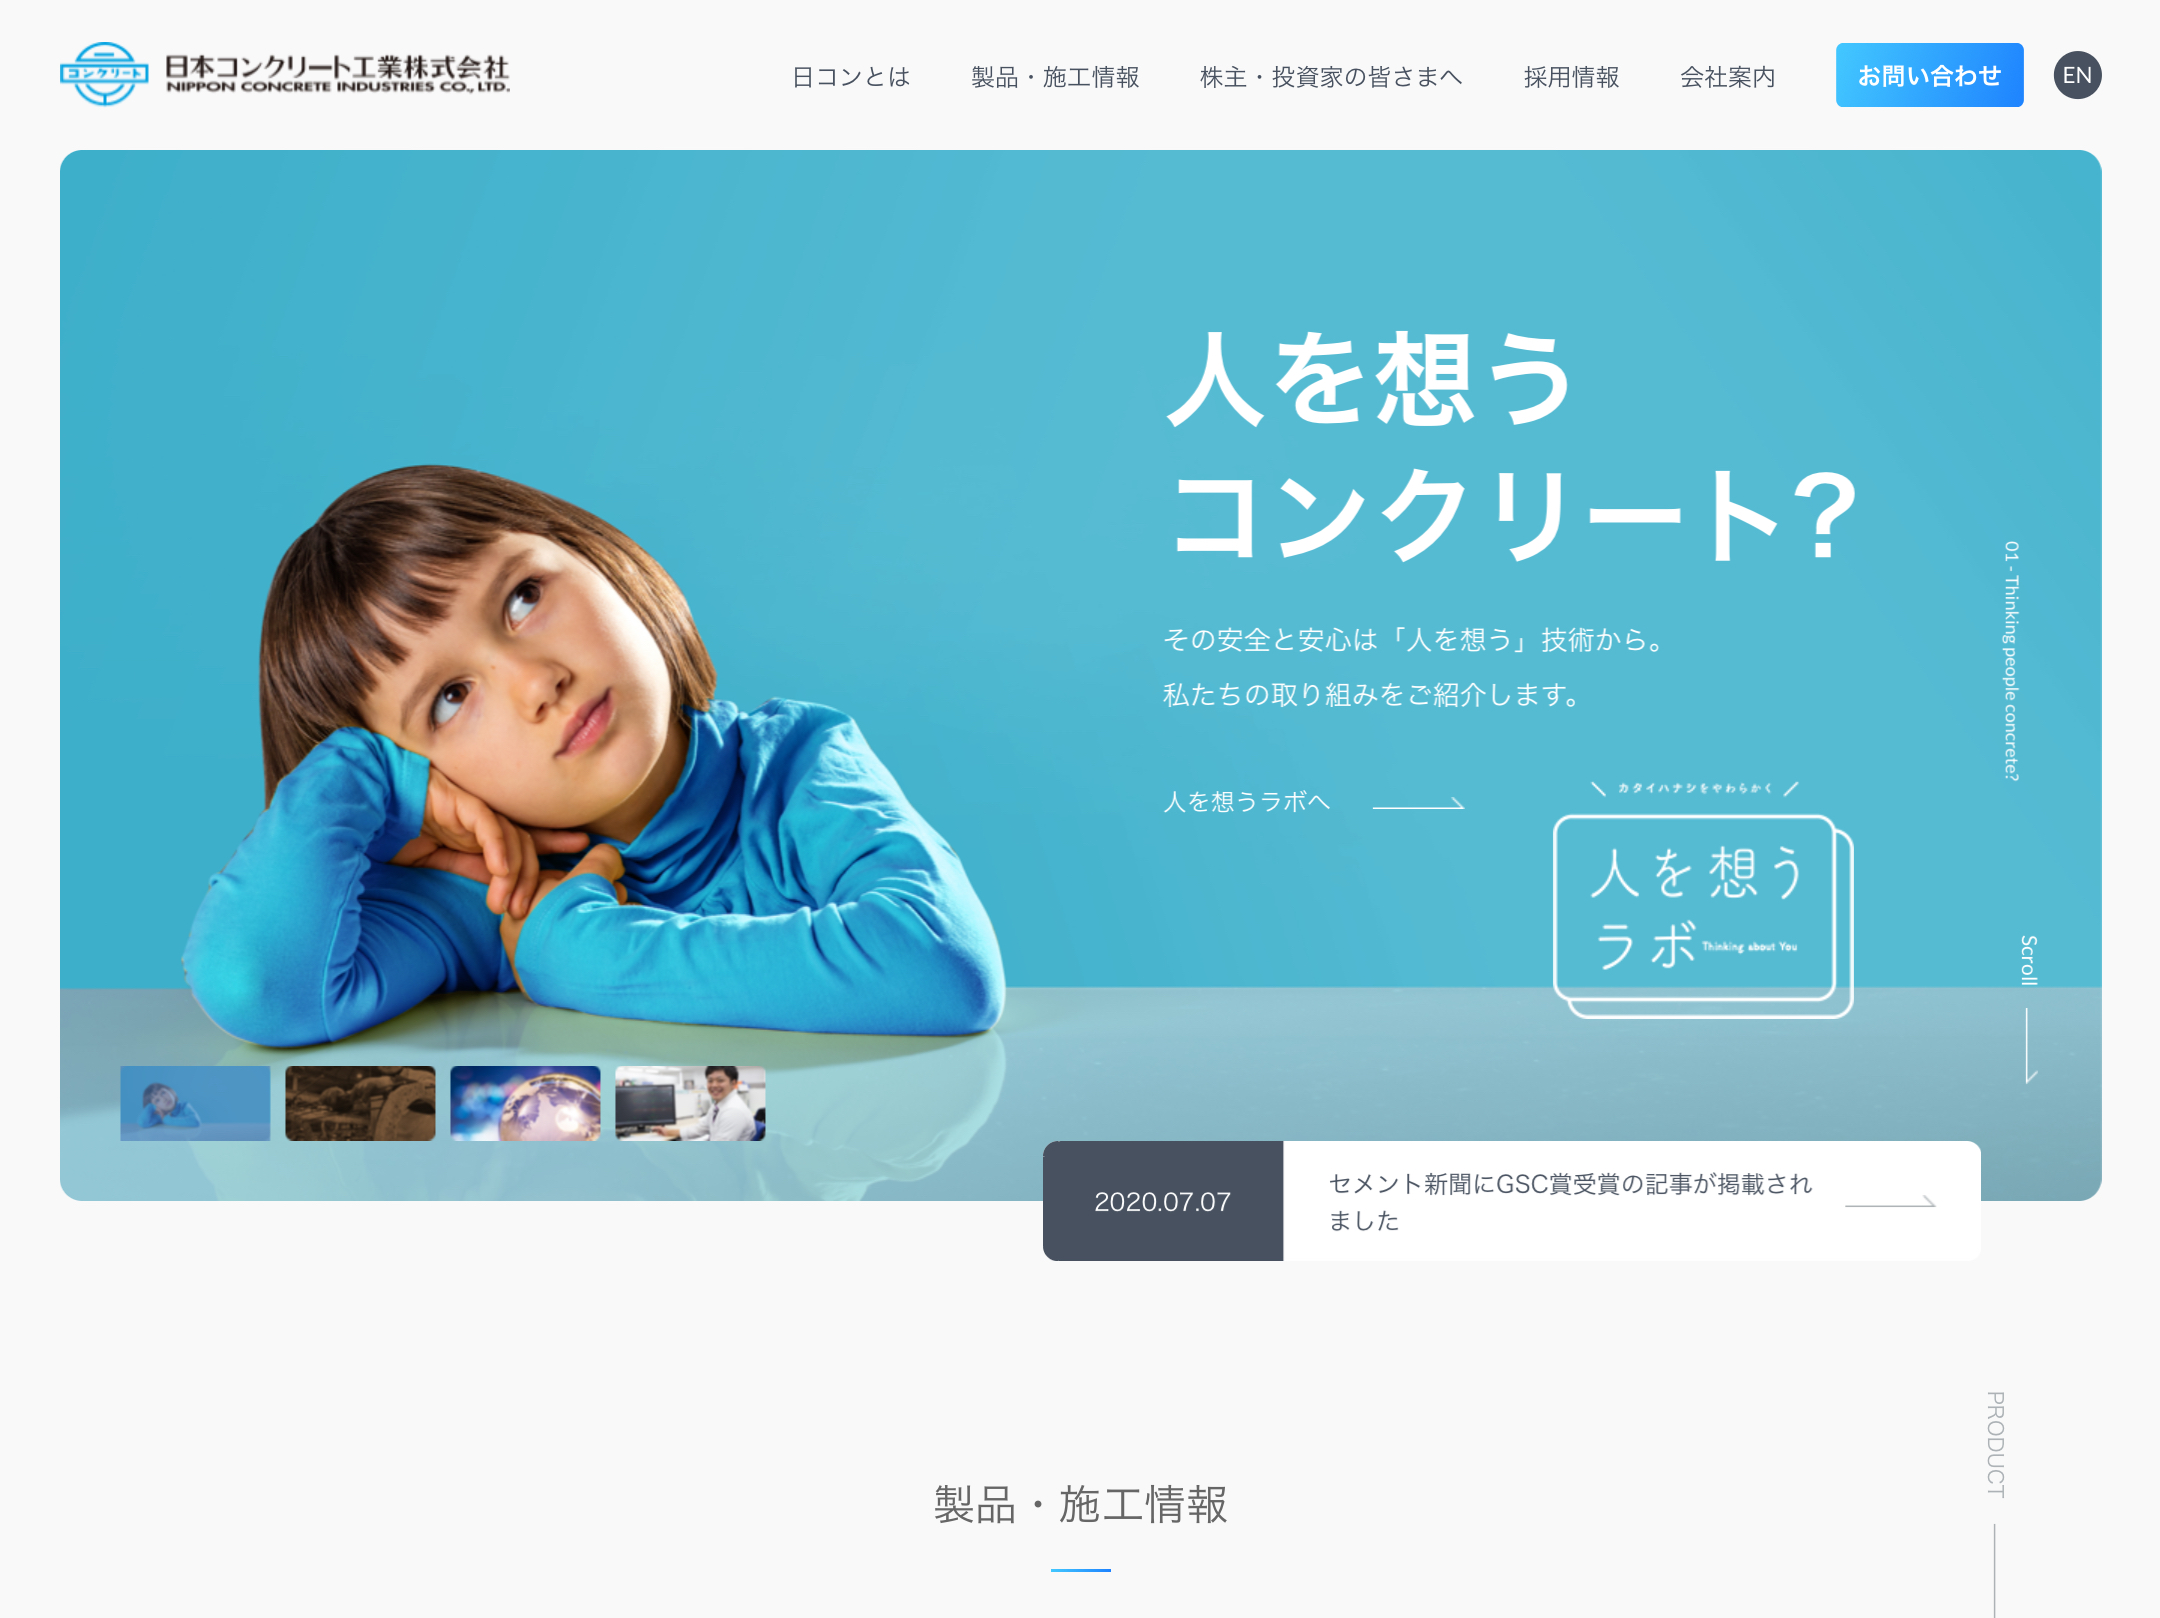 コンクリート
日本コンクリート工業株式会社
NIPPON CONCRETE INDUSTRIES CO., LTD.
日コンとは
製品・施工情報
株主・投資家の皆さまへ
採用情報
会社案内
お問い合わせ
EN
人を想う
コンクリート?
その安全と安心は「人を想う」技術から。
私たちの取り組みをご紹介します。
人を想うラボへ
カタイハナシをやわらかく
人を想う
ラボ Thinking about You
01 - Thinking people concrete?
Scroll
2020.07.07
セメント新聞にGSC賞受賞の記事が掲載され
ました
PRODUCT
製品・施工情報